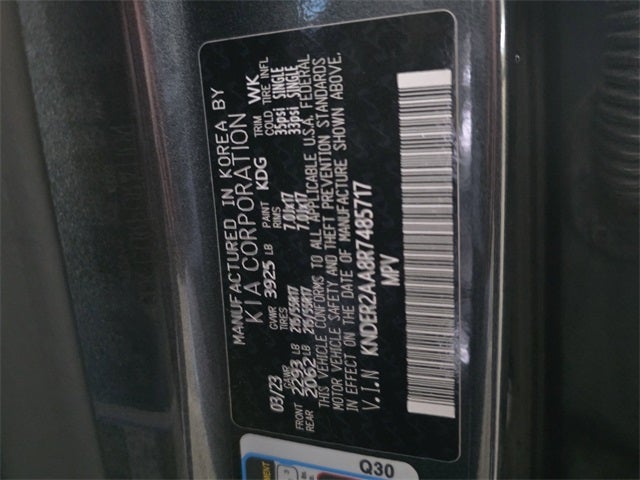 MANUFACTURED IN KOREA BY
KIA CORPORATION
GVWR 3925 LB PAINT KDG TRIM WK
03/23 GAWR TIRES RIMS COLD TIRE INFL
FRONT 2293 LB 215/55R17 7.0Jx17 35psi SINGLE
REAR 2062 LB 215/55R17 7.0Jx17 33psi SINGLE
THIS VEHICLE CONFORMS TO ALL APPLICABLE U.S.A. FEDERAL
MOTOR VEHICLE SAFETY AND THEFT PREVENTION STANDARDS
IN EFFECT ON THE DATE OF MANUFACTURE SHOWN ABOVE.
V.I.N KNDER2AA8R7485717
MPV
Q30